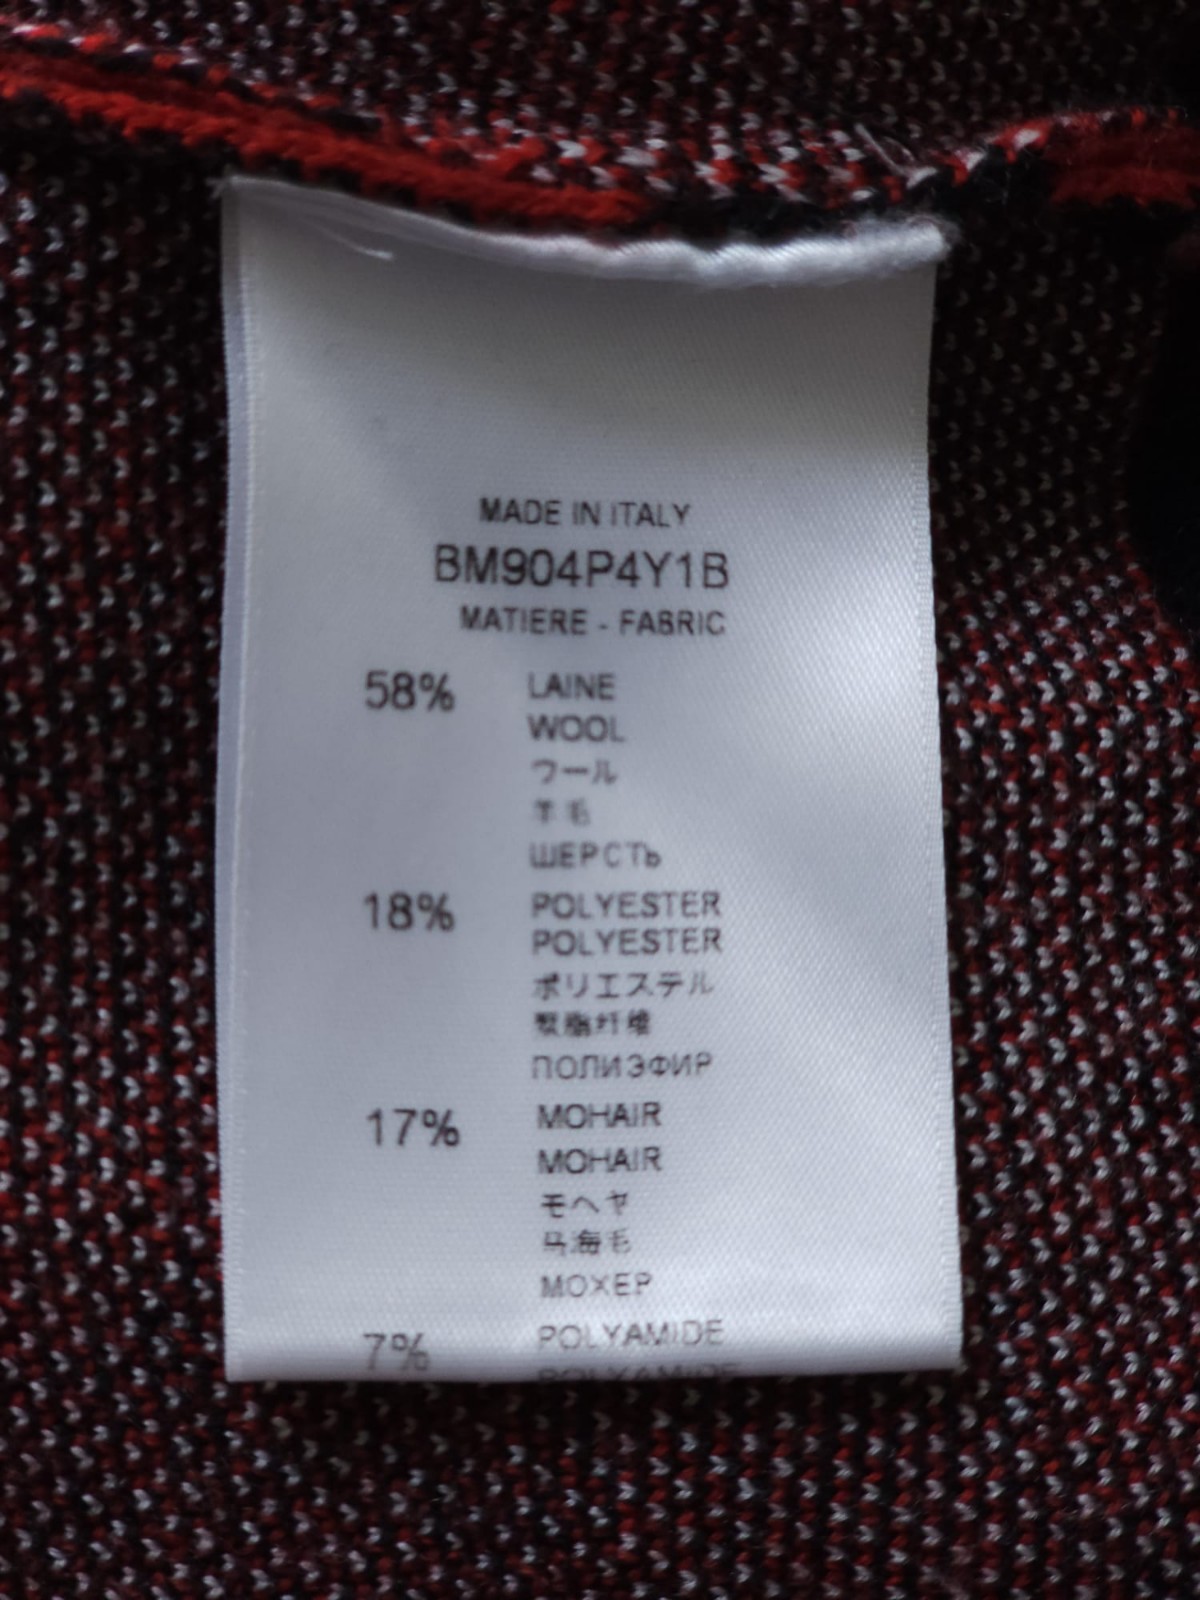 MADE IN ITALY
BM904P4Y1B
MATIERE - FABRIC
58% LAINE
WOOL
ウール
羊毛
ШЕРСТЬ
18% POLYESTER
POLYESTER
ポリエステル
聚脂纤维
ПОЛИЭФИР
17% MOHAIR
MOHAIR
モヘヤ
马海毛
МОХЕР
7% POLYAMIDE
POLYAMIDE